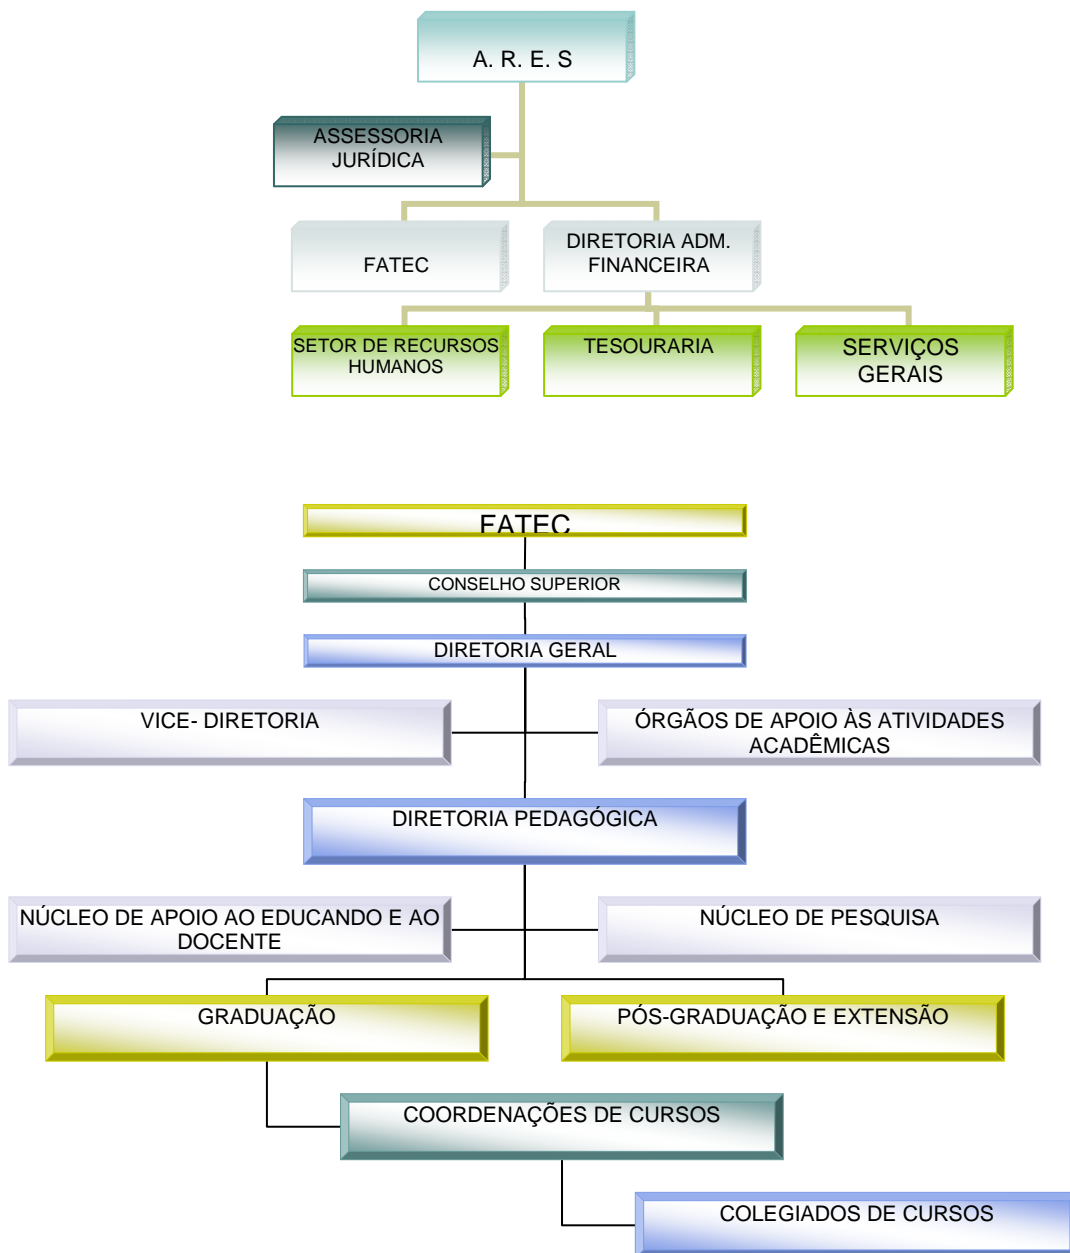 A. R. E. S
ASSESSORIA
JURÍDICA
FATEC
DIRETORIA ADM.
FINANCEIRA
SETOR DE RECURSOS
HUMANOS
TESOURARIA
SERVIÇOS
GERAIS
FATEC
CONSELHO SUPERIOR
DIRETORIA GERAL
VICE- DIRETORIA
ÓRGÃOS DE APOIO ÀS ATIVIDADES
ACADÊMICAS
DIRETORIA PEDAGÓGICA
NÚCLEO DE APOIO AO EDUCANDO E AO
DOCENTE
NÚCLEO DE PESQUISA
GRADUAÇÃO
PÓS-GRADUAÇÃO E EXTENSÃO
COORDENAÇÕES DE CURSOS
COLEGIADOS DE CURSOS